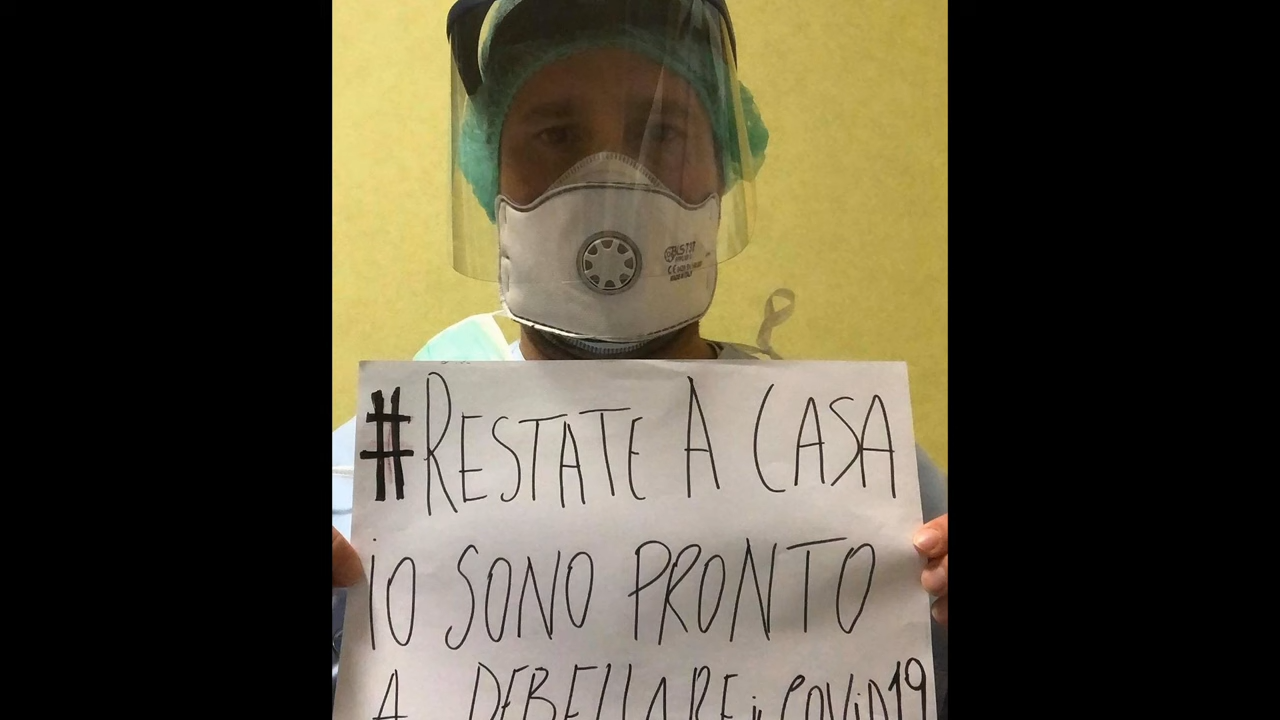 #RESTATE A CASA
iO SONO PRONTO
A DEBELLARE il COViD19